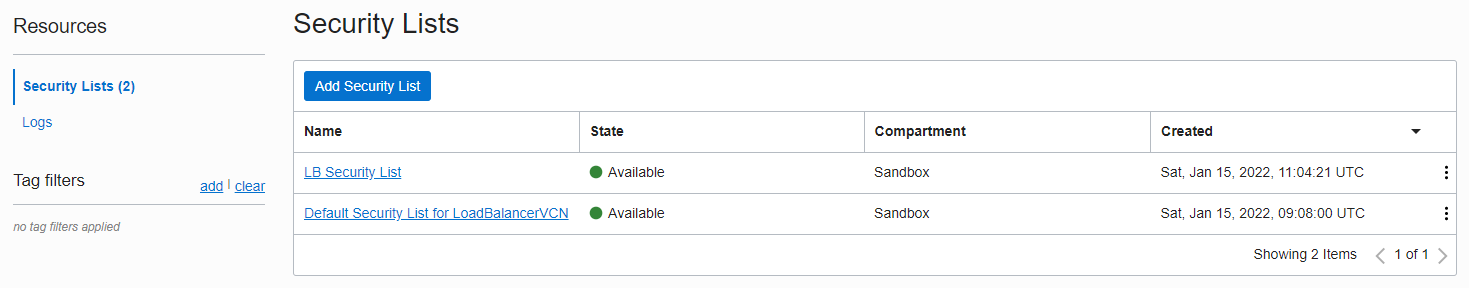 Resources
Security Lists (2)
Logs
Tag filters add | clear
no tag filters applied
Security Lists
Add Security List
Name State Compartment Created
LB Security List Available Sandbox Sat, Jan 15, 2022, 11:04:21 UTC
Default Security List for LoadBalancerVCN Available Sandbox Sat, Jan 15, 2022, 09:08:00 UTC
Showing 2 Items 1 of 1